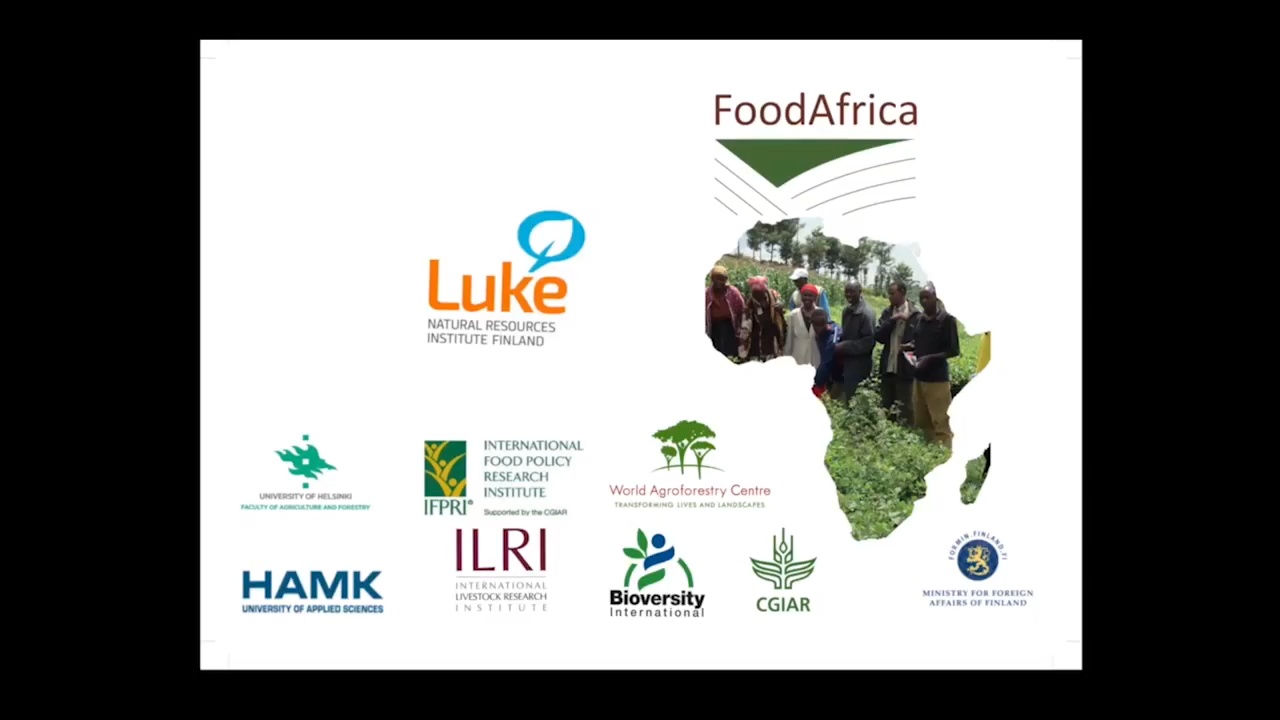 FoodAfrica
Luke
NATURAL RESOURCES
INSTITUTE FINLAND
UNIVERSITY OF HELSINKI
FACULTY OF AGRICULTURE AND FORESTRY
IFPRI®
INTERNATIONAL
FOOD POLICY
RESEARCH
INSTITUTE
Supported by the CGIAR
World Agroforestry Centre
TRANSFORMING LIVES AND LANDSCAPES
HAMK
UNIVERSITY OF APPLIED SCIENCES
ILRI
INTERNATIONAL
LIVESTOCK RESEARCH
INSTITUTE
Bioversity
International
CGIAR
FORMIN.FINLAND.FI
MINISTRY FOR FOREIGN
AFFAIRS OF FINLAND